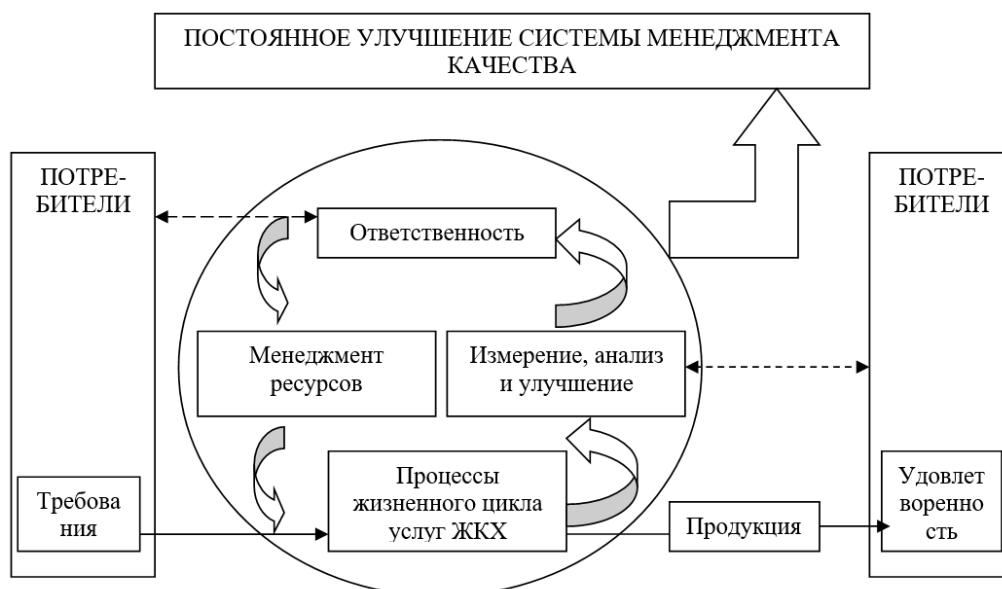 ПОСТОЯННОЕ УЛУЧШЕНИЕ СИСТЕМЫ МЕНЕДЖМЕНТА
КАЧЕСТВА
ПОТРЕ-
БИТЕЛИ
ПОТРЕ-
БИТЕЛИ
Ответственность
Менеджмент
ресурсов
Измерение, анализ
и улучшение
Требова
ния
Процессы
жизненного цикла
услуг ЖКХ
Продукция
Удовлет
воренно
сть